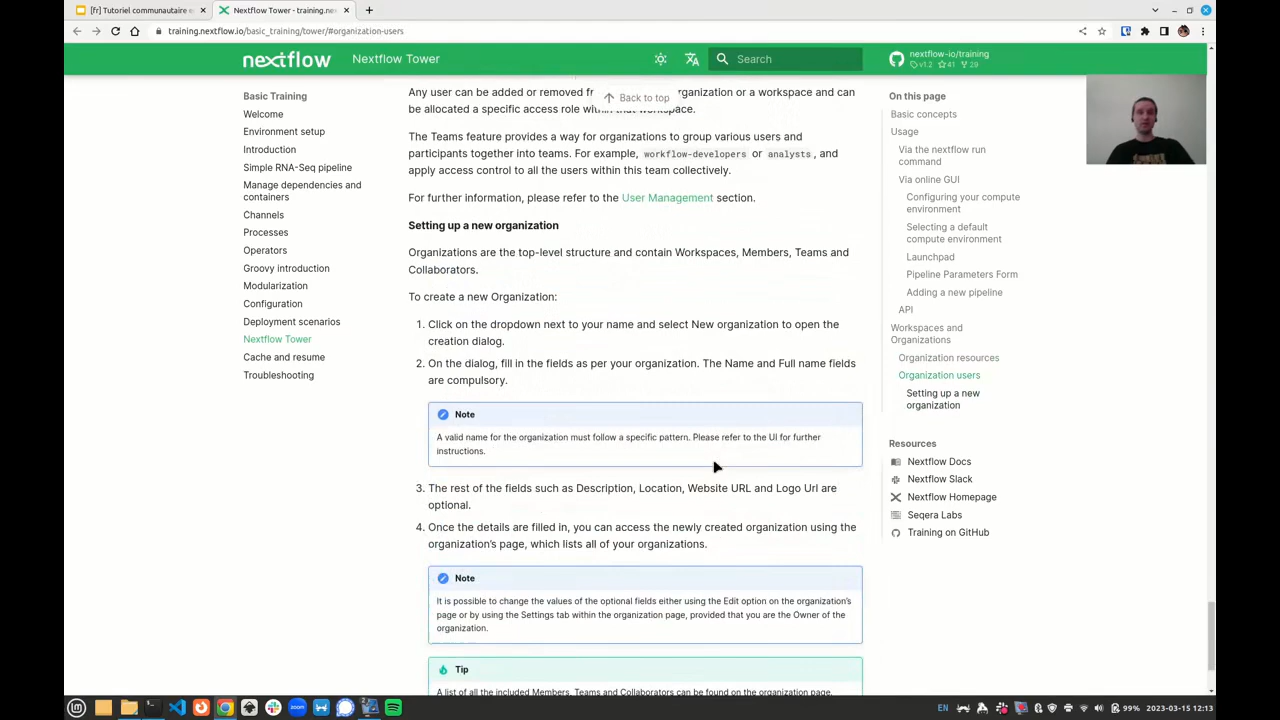 [fr] Tutoriel communautaire
Nextflow Tower - training.ne
training.nextflow.io/basic_training/tower/#organization-users
nextflow
Nextflow Tower
Search
nextflow-io/training
v1.2 41 29
Basic Training
Welcome
Environment setup
Introduction
Simple RNA-Seq pipeline
Manage dependencies and
containers
Channels
Processes
Operators
Groovy introduction
Modularization
Configuration
Deployment scenarios
Nextflow Tower
Cache and resume
Troubleshooting
Back to top
Any user can be added or removed organization or a workspace and can
be allocated a specific access role within that workspace.
The Teams feature provides a way for organizations to group various users and
participants together into teams. For example, workflow-developers or analysts, and
apply access control to all the users within this team collectively.
For further information, please refer to the User Management section.
Setting up a new organization
Organizations are the top-level structure and contain Workspaces, Members, Teams and
Collaborators.
To create a new Organization:
1. Click on the dropdown next to your name and select New organization to open the
creation dialog.
2. On the dialog, fill in the fields as per your organization. The Name and Full name fields
are compulsory.
Note
A valid name for the organization must follow a specific pattern. Please refer to the UI for further
instructions.
3. The rest of the fields such as Description, Location, Website URL and Logo Url are
optional.
4. Once the details are filled in, you can access the newly created organization using the
organization's page, which lists all of your organizations.
Note
It is possible to change the values of the optional fields either using the Edit option on the organization's
page or by using the Settings tab within the organization page, provided that you are the Owner of the
organization.
Tip
A list of all the included Members, Teams and Collaborators can be found on the organization page.
On this page
Basic concepts
Usage
Via the nextflow run
command
Via online GUI
Configuring your compute
environment
Selecting a default
compute environment
Launchpad
Pipeline Parameters Form
Adding a new pipeline
API
Workspaces and
Organizations
Organization resources
Organization users
Setting up a new
organization
Resources
Nextflow Docs
Nextflow Slack
Nextflow Homepage
Seqera Labs
Training on GitHub
zoom
EN
99%
2023-03-15 12:13